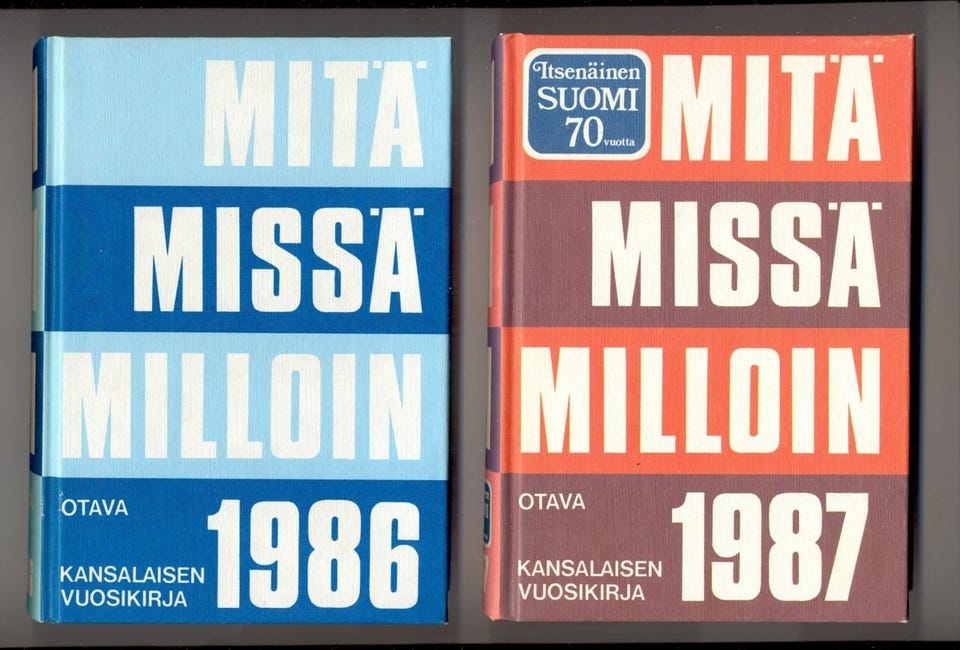 MITÄ
MISSÄ
MILLOIN
OTAVA
1986
KANSALAISEN
VUOSIKIRJA
Itsenäinen
SUOMI
70 vuotta
MITÄ
MISSÄ
MILLOIN
OTAVA
1987
KANSALAISEN
VUOSIKIRJA